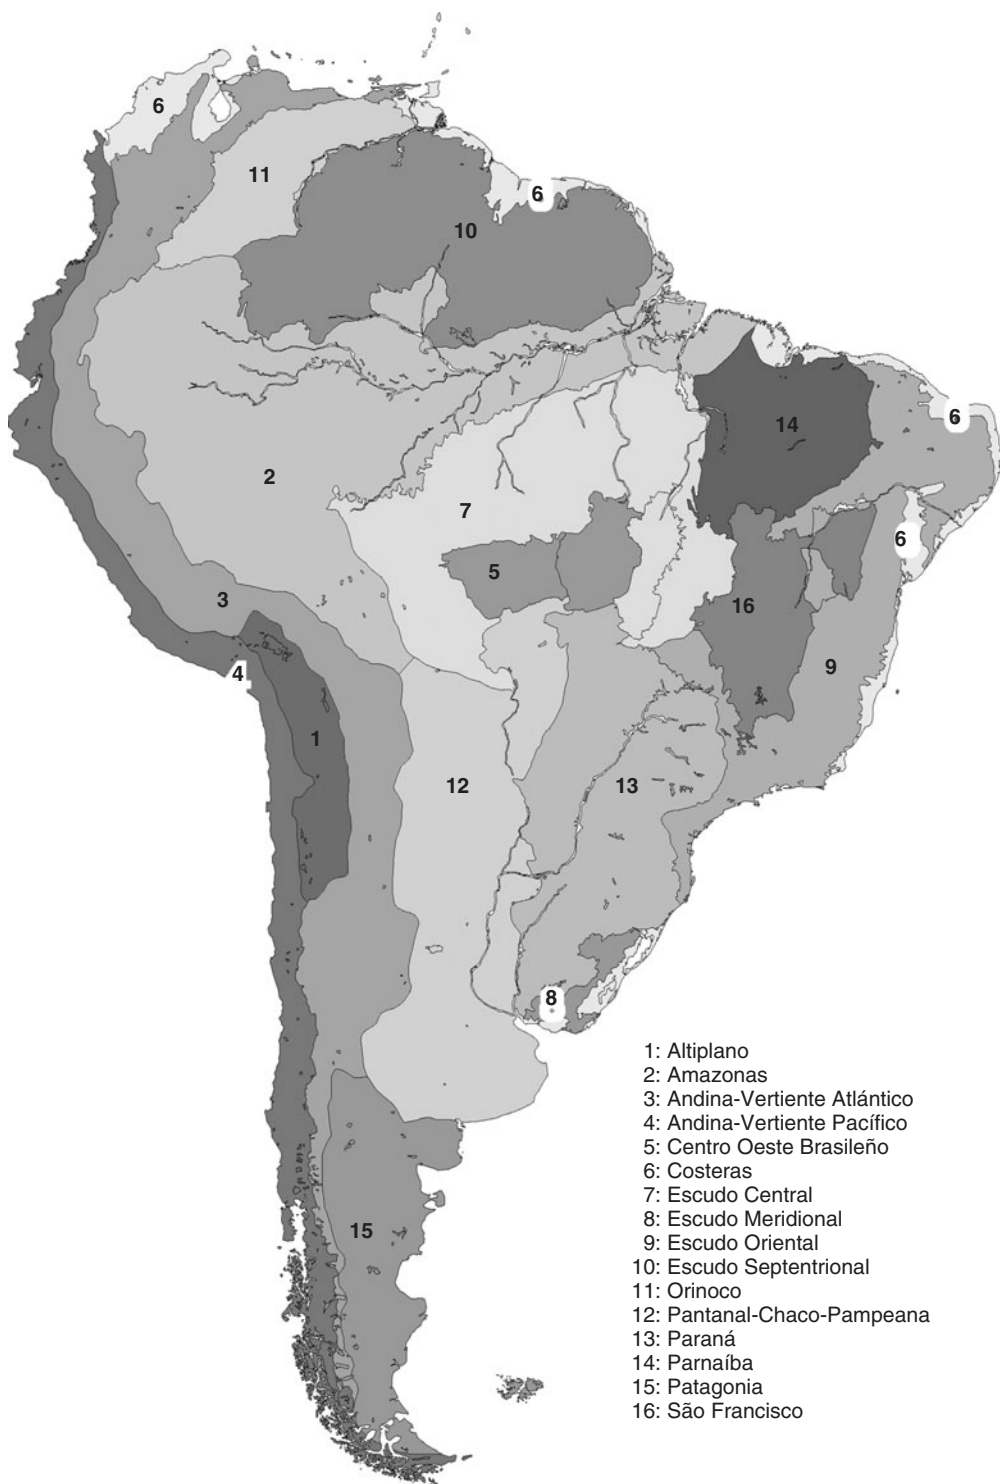 6
11
6
10
6
14
2
7
6
5
3
16
9
4
1
12
13
8
15
1: Altiplano
2: Amazonas
3: Andina-Vertiente Atlántico
4: Andina-Vertiente Pacífico
5: Centro Oeste Brasileño
6: Costeras
7: Escudo Central
8: Escudo Meridional
9: Escudo Oriental
10: Escudo Septentrional
11: Orinoco
12: Pantanal-Chaco-Pampeana
13: Paraná
14: Parnaíba
15: Patagonia
16: São Francisco